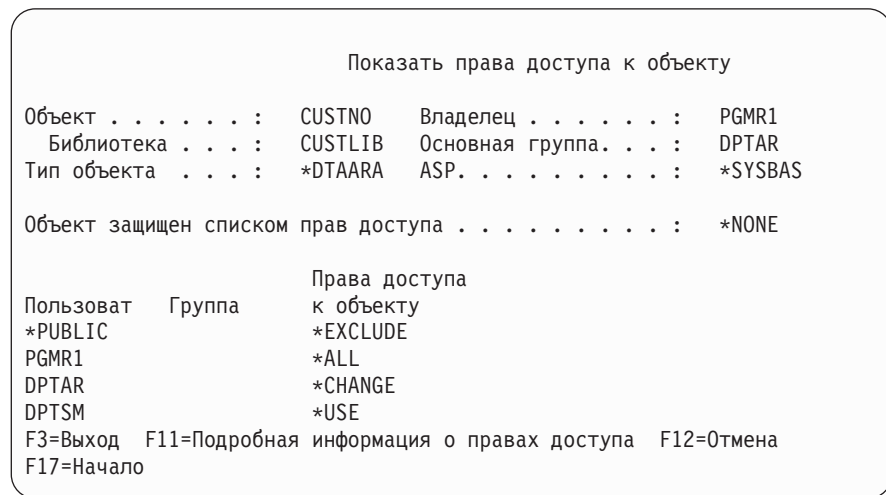 Показать права доступа к объекту
Объект . . . . . . : CUSTNO Владелец . . . . . . : PGMR1
Библиотека . . . : CUSTLIB Основная группа. . . : DPTAR
Тип объекта . . . : *DTAARA ASP. . . . . . . . . : *SYSBAS
Объект защищен списком прав доступа . . . . . . . . . : *NONE
Права доступа
Пользоват Группа к объекту
*PUBLIC *EXCLUDE
PGMR1 *ALL
DPTAR *CHANGE
DPTSM *USE
F3=Выход F11=Подробная информация о правах доступа F12=Отмена
F17=Начало